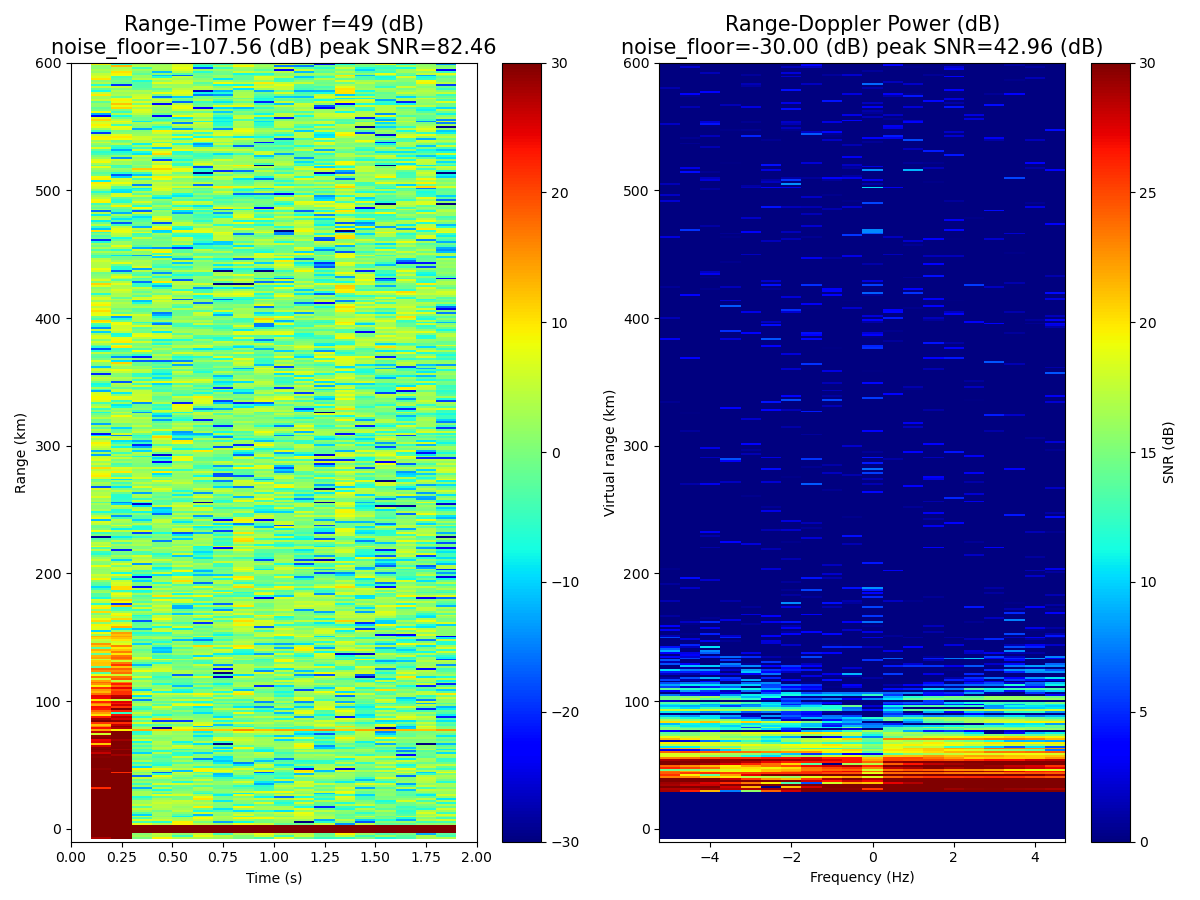 Range-Time Power f=49 (dB)
noise_floor=-107.56 (dB) peak SNR=82.46
Range (km)
600
500
400
300
200
100
0
0.00 0.25 0.50 0.75 1.00 1.25 1.50 1.75 2.00
Time (s)
30
20
10
0
−10
−20
−30
Range-Doppler Power (dB)
noise_floor=-30.00 (dB) peak SNR=42.96 (dB)
Virtual range (km)
600
500
400
300
200
100
0
−4 −2 0 2 4
Frequency (Hz)
30
25
20
15
10
5
0
SNR (dB)